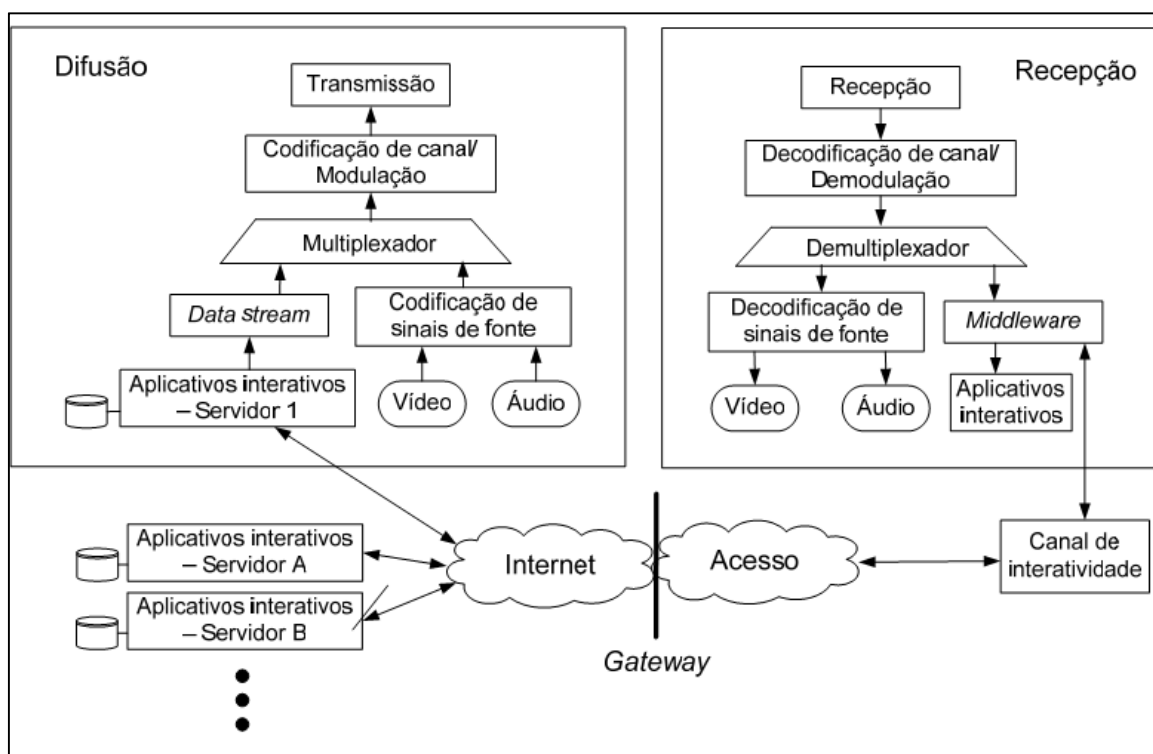 Difusão
Transmissão
Codificação de canal/
Modulação
Multiplexador
Data stream
Codificação de
sinais de fonte
Aplicativos interativos
– Servidor 1
Vídeo
Áudio
Recepção
Recepção
Decodificação de canal/
Demodulação
Demultiplexador
Decodificação de
sinais de fonte
Middleware
Vídeo
Áudio
Aplicativos
interativos
Aplicativos interativos
– Servidor A
Aplicativos interativos
– Servidor B
Internet
Acesso
Gateway
Canal de
interatividade